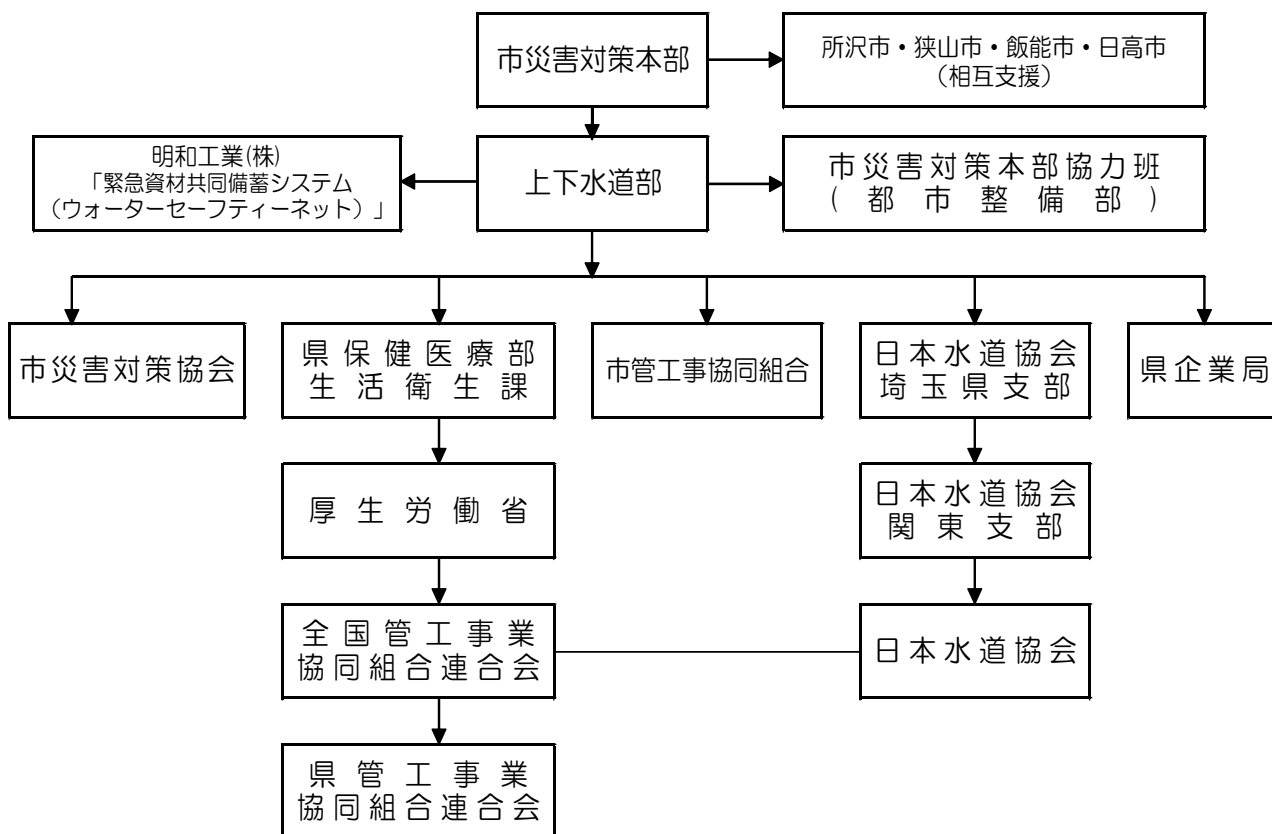 市災害対策本部
所沢市・狭山市・飯能市・日高市
（相互支援）
明和工業(株)
「緊急資材共同備蓄システム
（ウォーターセーフティーネット）」
上下水道部
市災害対策本部協力班
(都市整備部)
市災害対策協会
県保健医療部
生活衛生課
市管工事協同組合
日本水道協会
埼玉県支部
県企業局
厚生労働省
日本水道協会
関東支部
全国管工事業
協同組合連合会
日本水道協会
県管工事業
協同組合連合会